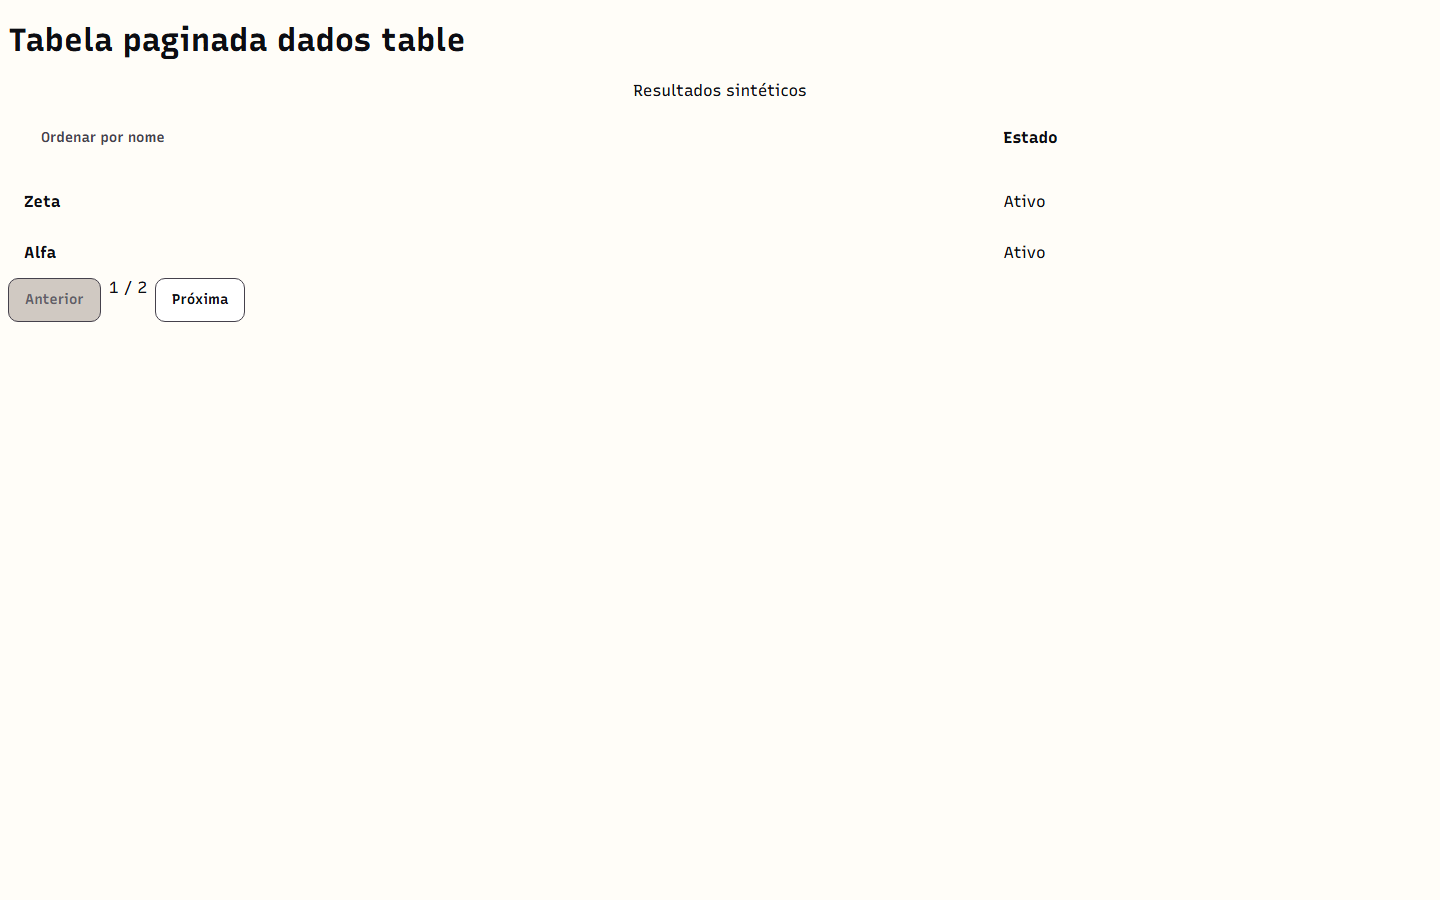 Tabela paginada dados table
Resultados sintéticos
Ordenar por nome Estado
Zeta Ativo
Alfa Ativo
Anterior 1 / 2 Próxima